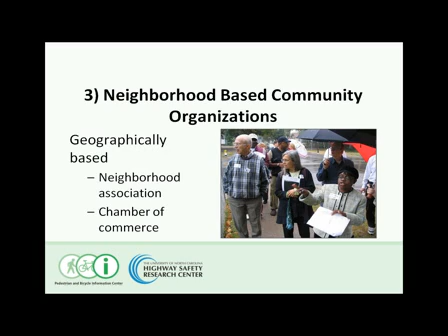 3) Neighborhood Based Community
Organizations
Geographically
based
– Neighborhood
association
– Chamber of
commerce
Pedestrian and Bicycle Information Center
THE UNIVERSITY OF NORTH CAROLINA
HIGHWAY SAFETY
RESEARCH CENTER